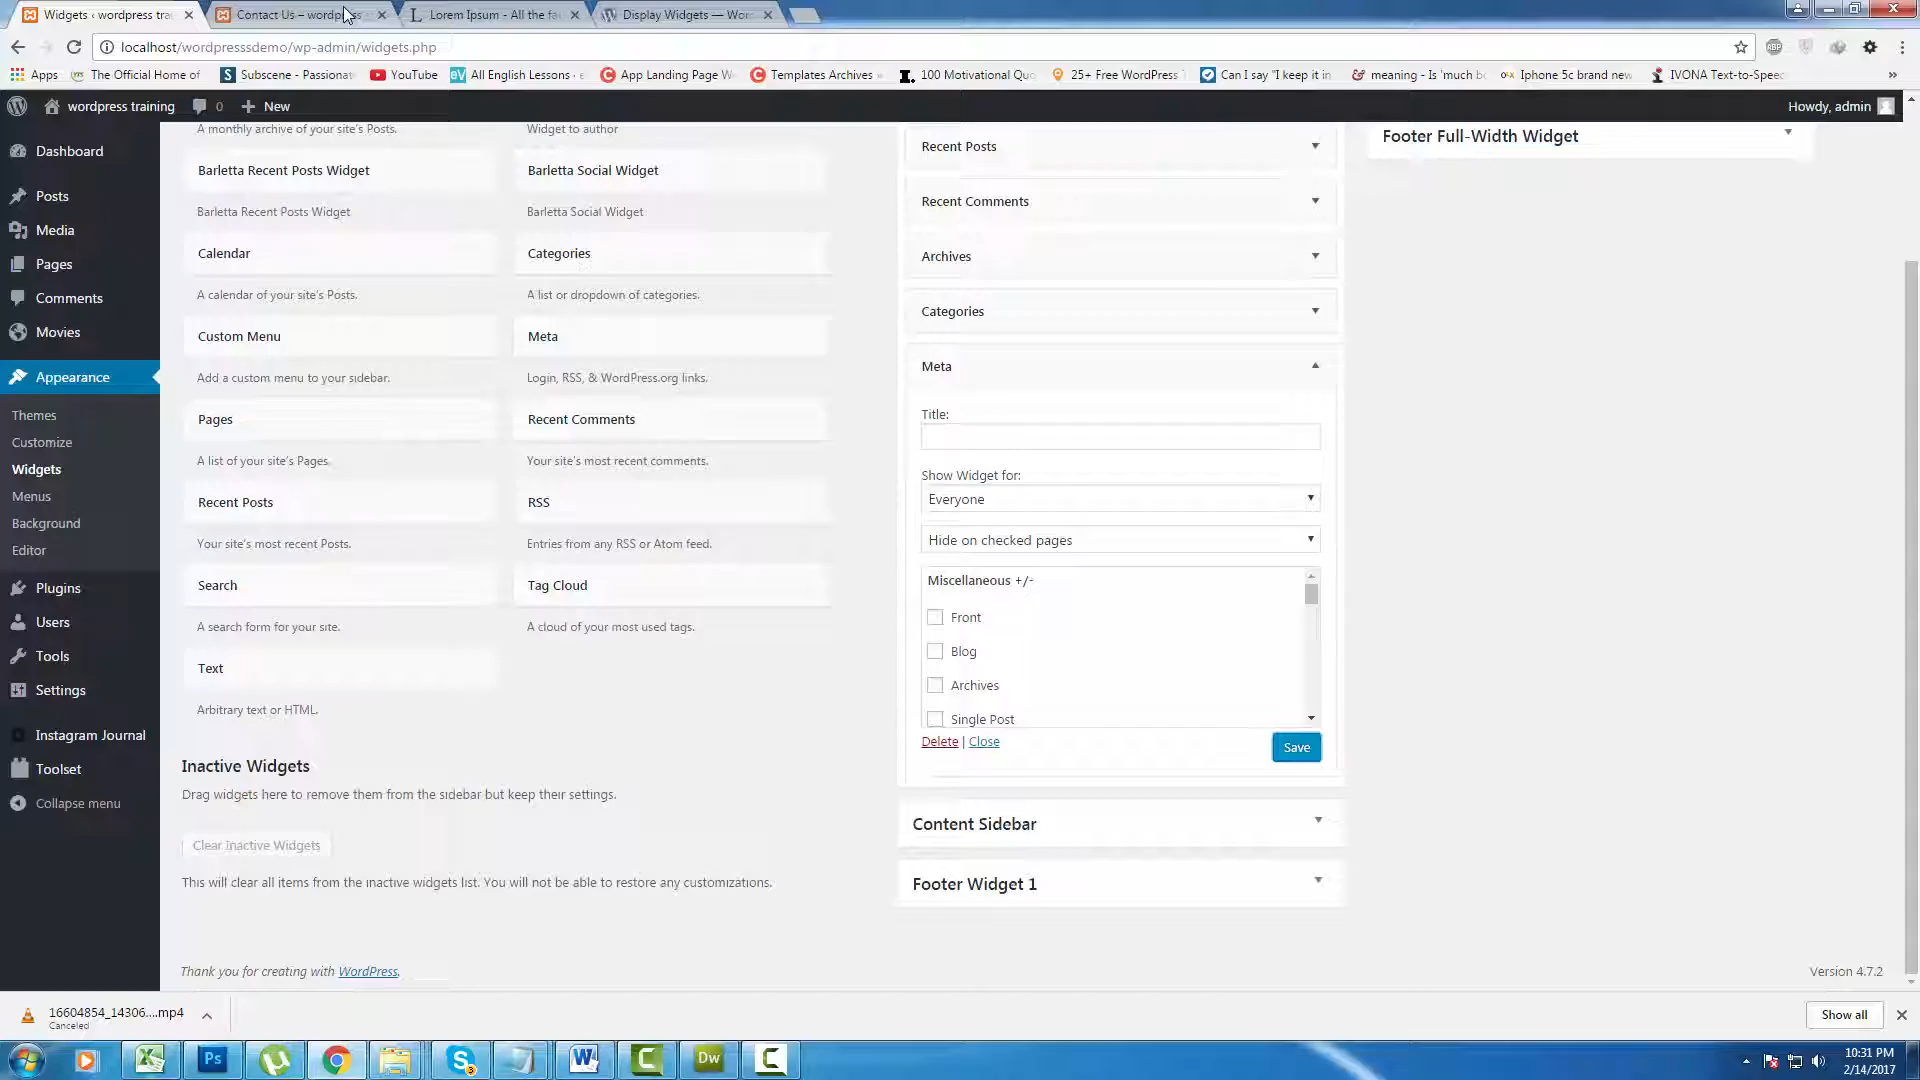 Widgets ‹ wordpress tra
Contact Us – wordpress
Lorem Ipsum - All the fa
Display Widgets — Wor
localhost/wordpresssdemo/wp-admin/widgets.php
Apps
The Official Home of
Subscene - Passionat
YouTube
All English Lessons - e
App Landing Page W
Templates Archives
100 Motivational Quo
25+ Free WordPress T
Can I say "I keep it in
meaning - Is 'much b
Iphone 5c brand new
IVONA Text-to-Speec
»
wordpress training
0
New
Howdy, admin
Dashboard
Posts
Media
Pages
Comments
Movies
Appearance
Themes
Customize
Widgets
Menus
Background
Editor
Plugins
Users
Tools
Settings
Instagram Journal
Toolset
Collapse menu
A monthly archive of your site's Posts.
Widget to author
Barletta Recent Posts Widget
Barletta Social Widget
Barletta Recent Posts Widget
Barletta Social Widget
Calendar
Categories
A calendar of your site's Posts.
A list or dropdown of categories.
Custom Menu
Meta
Add a custom menu to your sidebar.
Login, RSS, & WordPress.org links.
Pages
Recent Comments
A list of your site's Pages.
Your site's most recent comments.
Recent Posts
RSS
Your site's most recent Posts.
Entries from any RSS or Atom feed.
Search
Tag Cloud
A search form for your site.
A cloud of your most used tags.
Text
Arbitrary text or HTML.
Inactive Widgets
Drag widgets here to remove them from the sidebar but keep their settings.
Clear Inactive Widgets
This will clear all items from the inactive widgets list. You will not be able to restore any customizations.
Recent Posts
Recent Comments
Archives
Categories
Meta
Title:
Show Widget for:
Everyone
Hide on checked pages
Miscellaneous +/-
Front
Blog
Archives
Single Post
Delete | Close
Save
Content Sidebar
Footer Widget 1
Footer Full-Width Widget
Thank you for creating with WordPress.
Version 4.7.2
16604854_14306....mp4
Canceled
Show all
10:31 PM
2/14/2017